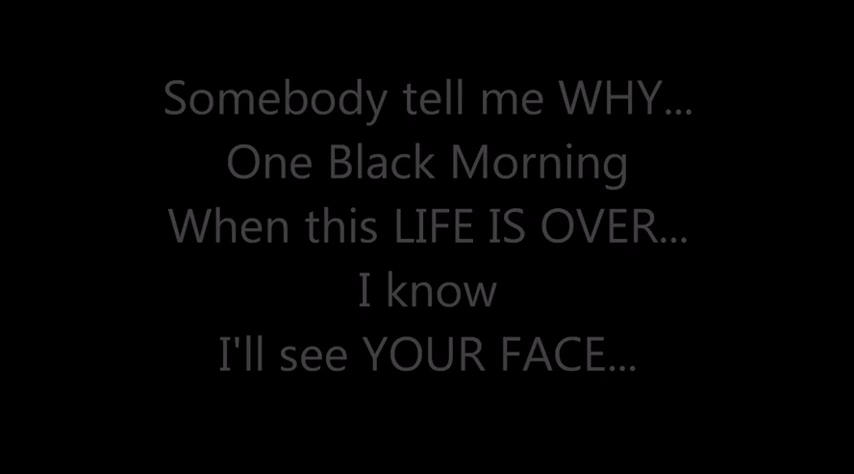 Somebody tell me WHY...
One Black Morning
When this LIFE IS OVER...
I know
I'll see YOUR FACE...